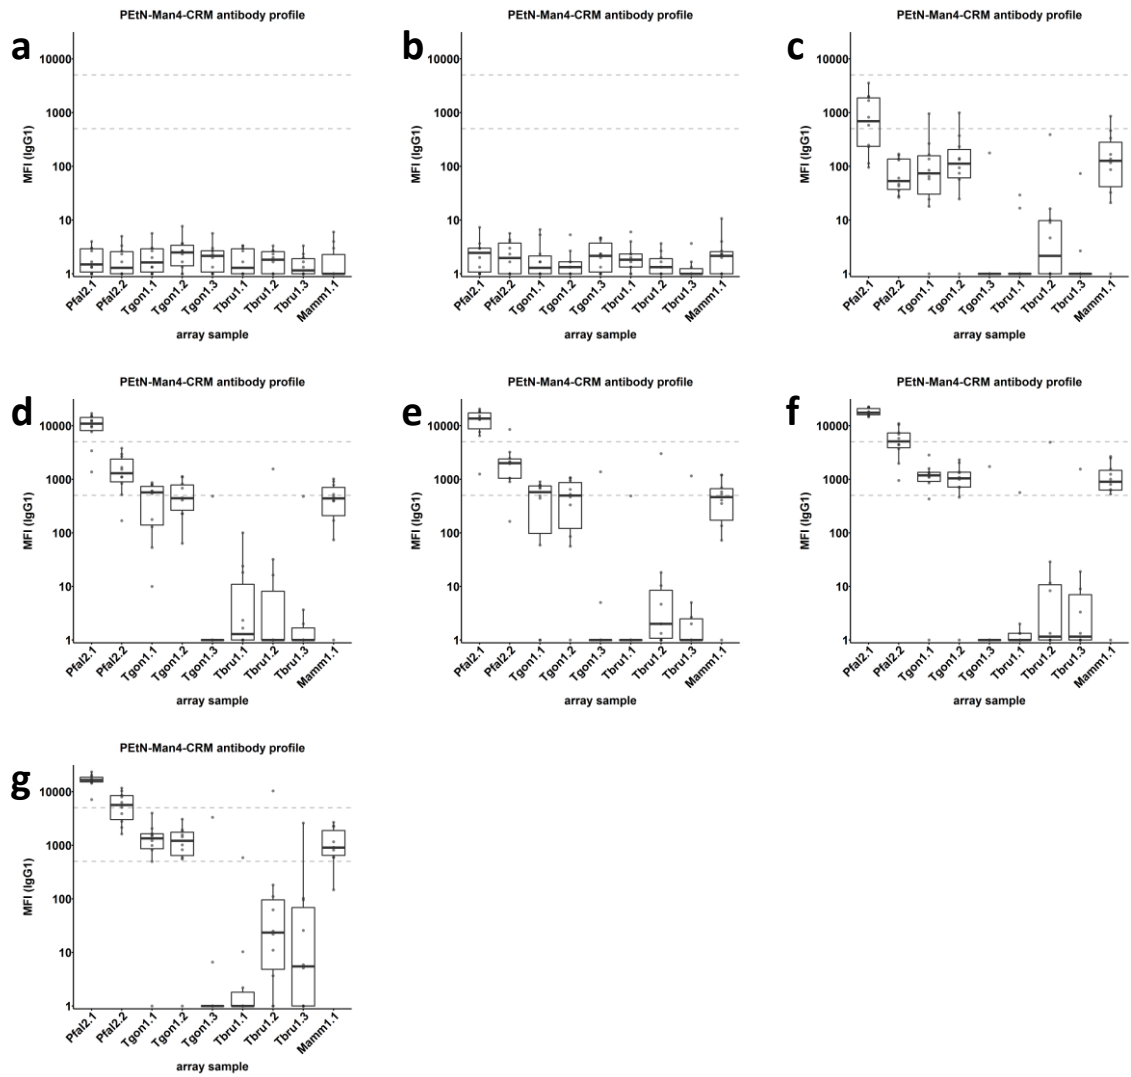 PEtN-Man4-CRM antibody profile
a
10000
1000
MFI (IgG1)
100
10
1
Pfal2.1 Pfal2.2 Tgon1.1 Tgon1.2 Tgon1.3 Tbru1.1 Tbru1.2 Tbru1.3 Mamm1.1
array sample
PEtN-Man4-CRM antibody profile
b
10000
1000
MFI (IgG1)
100
10
1
Pfal2.1 Pfal2.2 Tgon1.1 Tgon1.2 Tgon1.3 Tbru1.1 Tbru1.2 Tbru1.3 Mamm1.1
array sample
PEtN-Man4-CRM antibody profile
c
10000
1000
MFI (IgG1)
100
10
1
Pfal2.1 Pfal2.2 Tgon1.1 Tgon1.2 Tgon1.3 Tbru1.1 Tbru1.2 Tbru1.3 Mamm1.1
array sample
PEtN-Man4-CRM antibody profile
d
10000
1000
MFI (IgG1)
100
10
1
Pfal2.1 Pfal2.2 Tgon1.1 Tgon1.2 Tgon1.3 Tbru1.1 Tbru1.2 Tbru1.3 Mamm1.1
array sample
PEtN-Man4-CRM antibody profile
e
10000
1000
MFI (IgG1)
100
10
1
Pfal2.1 Pfal2.2 Tgon1.1 Tgon1.2 Tgon1.3 Tbru1.1 Tbru1.2 Tbru1.3 Mamm1.1
array sample
PEtN-Man4-CRM antibody profile
f
10000
1000
MFI (IgG1)
100
10
1
Pfal2.1 Pfal2.2 Tgon1.1 Tgon1.2 Tgon1.3 Tbru1.1 Tbru1.2 Tbru1.3 Mamm1.1
array sample
PEtN-Man4-CRM antibody profile
g
10000
1000
MFI (IgG1)
100
10
1
Pfal2.1 Pfal2.2 Tgon1.1 Tgon1.2 Tgon1.3 Tbru1.1 Tbru1.2 Tbru1.3 Mamm1.1
array sample